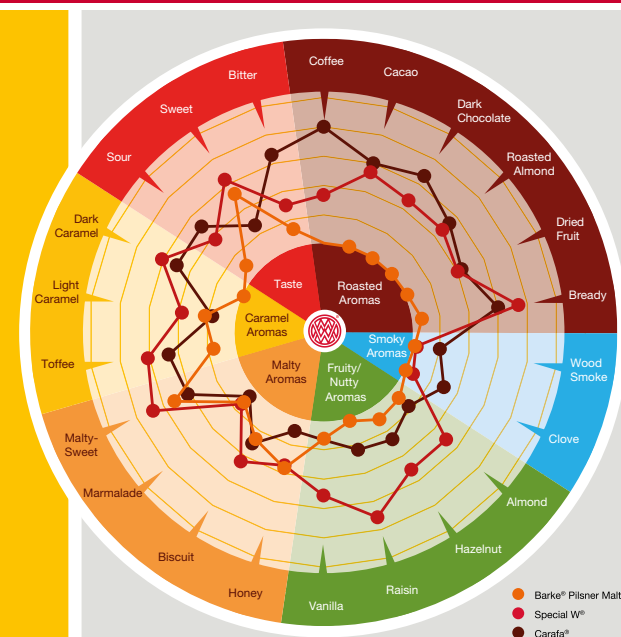 Coffee
Cacao
Dark
Chocolate
Roasted
Almond
Dried
Fruit
Bready
Wood
Smoke
Clove
Almond
Hazelnut
Raisin
Vanilla
Honey
Biscuit
Marmalade
Malty-
Sweet
Toffee
Light
Caramel
Dark
Caramel
Sour
Sweet
Bitter
Taste
Roasted
Aromas
Caramel
Aromas
Smoky
Aromas
Malty
Aromas
Fruity/
Nutty
Aromas
Barke® Pilsner Malt
Special W®
Carafa®